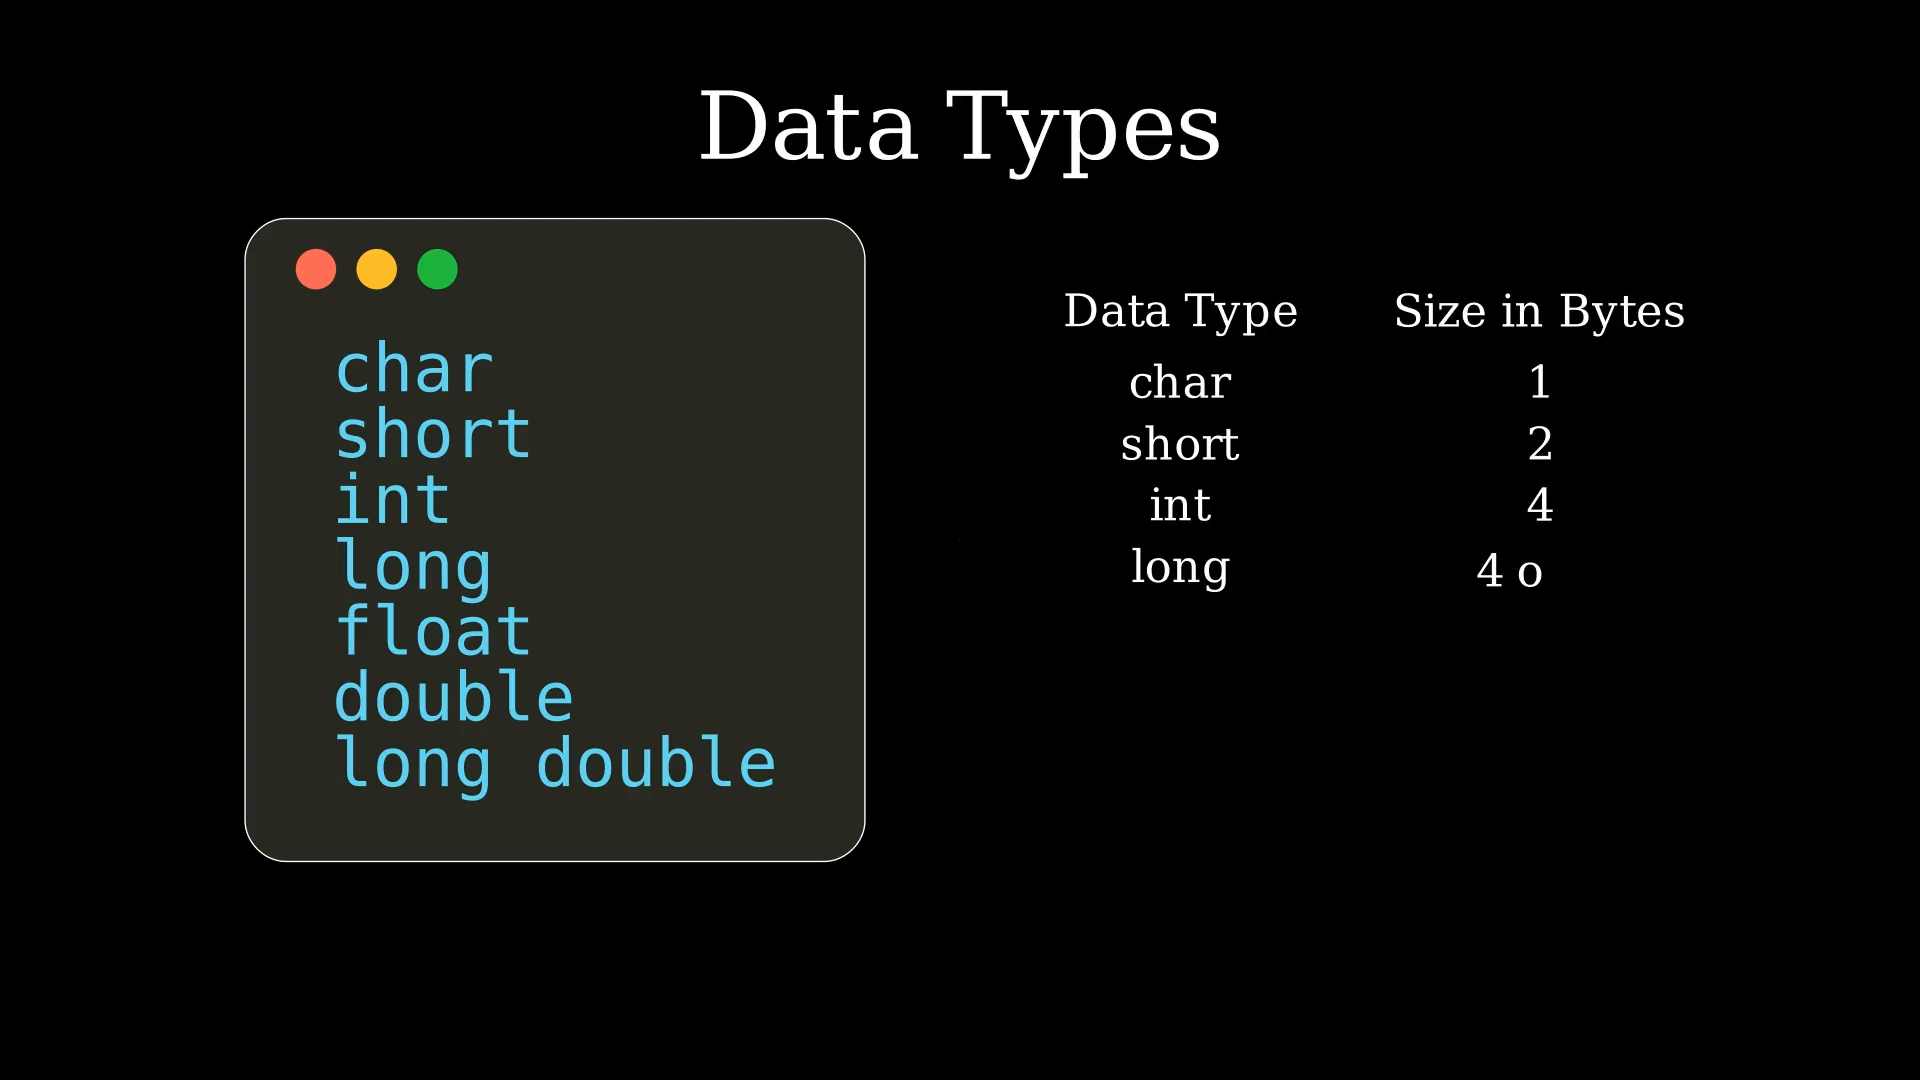 Data Types
char
short
int
long
float
double
long double
Data Type Size in Bytes
char 1
short 2
int 4
long 4 o